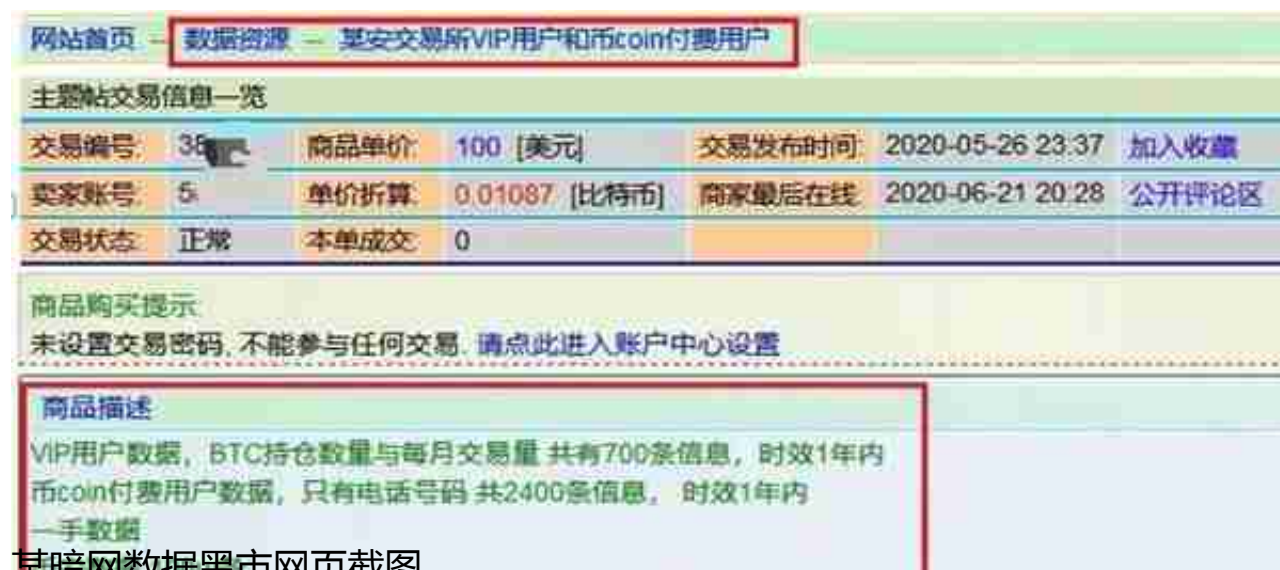 网站首页 – 数据资源 – 某安交易所VIP用户和币coin付费用户
主题帖交易信息一览
交易编号: 38 商品单价: 100 [美元] 交易发布时间: 2020-05-26 23:37 加入收藏
卖家账号: 5 单价折算: 0.01087 [比特币] 商家最后在线: 2020-06-21 20:28 公开评论区
交易状态: 正常 本单成交: 0
商品购买提示:
未设置交易密码, 不能参与任何交易. 请点此进入账户中心设置
商品描述
VIP用户数据，BTC持仓数量与每月交易量 共有700条信息，时效1年内
币coin付费用户数据，只有电话号码 共2400条信息， 时效1年内
一手数据
某暗网数据黑市网页截图